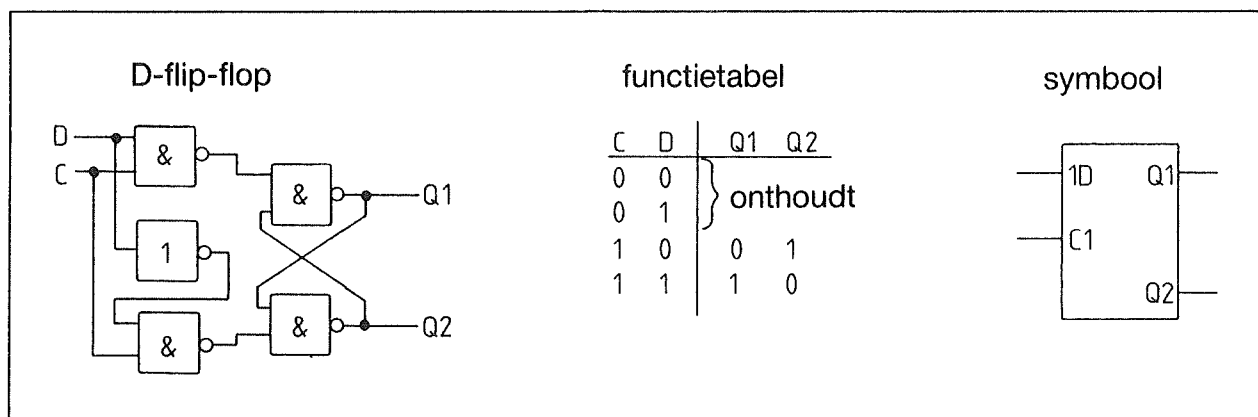 D-flip-flop
D
C
&
&
1
&
&
Q1
Q2
functietabel
C D Q1 Q2
0 0
0 1
onthoudt
1 0 0 1
1 1 1 0
symbool
1D Q1
C1
Q2